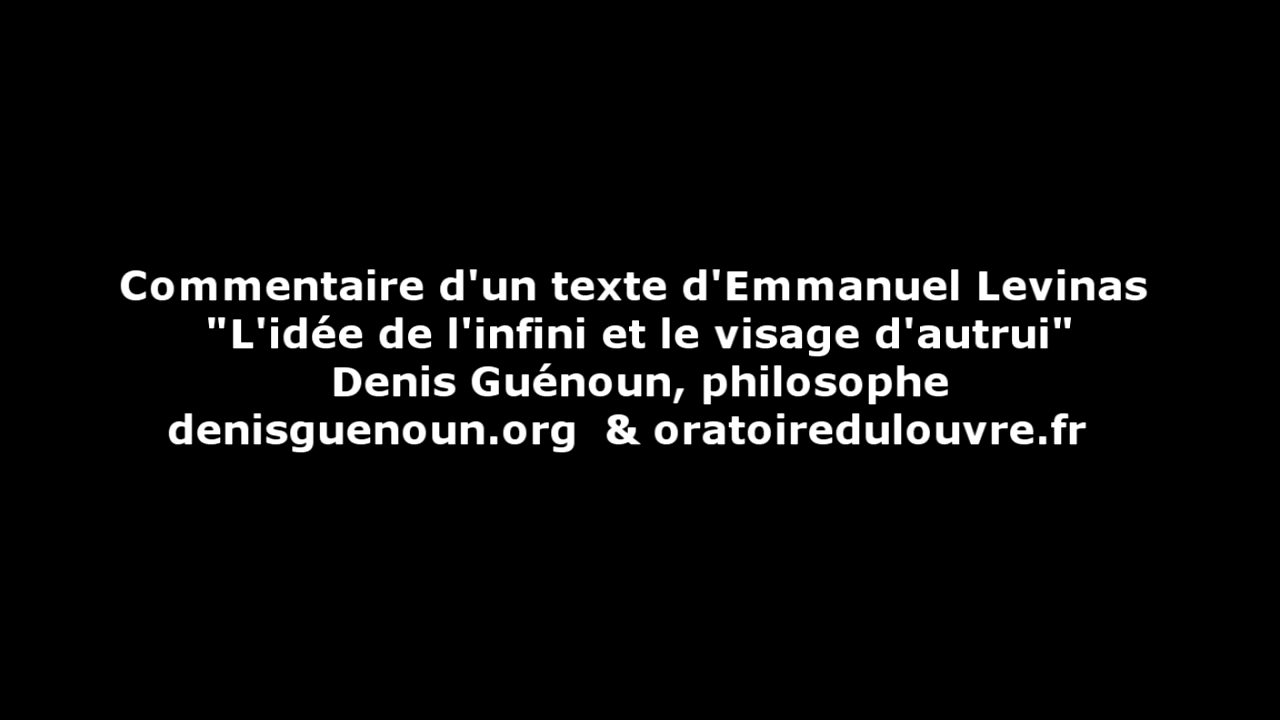 Commentaire d'un texte d'Emmanuel Levinas
"L'idée de l'infini et le visage d'autrui"
Denis Guénoun, philosophe
denisguenoun.org & oratoiredulouvre.fr